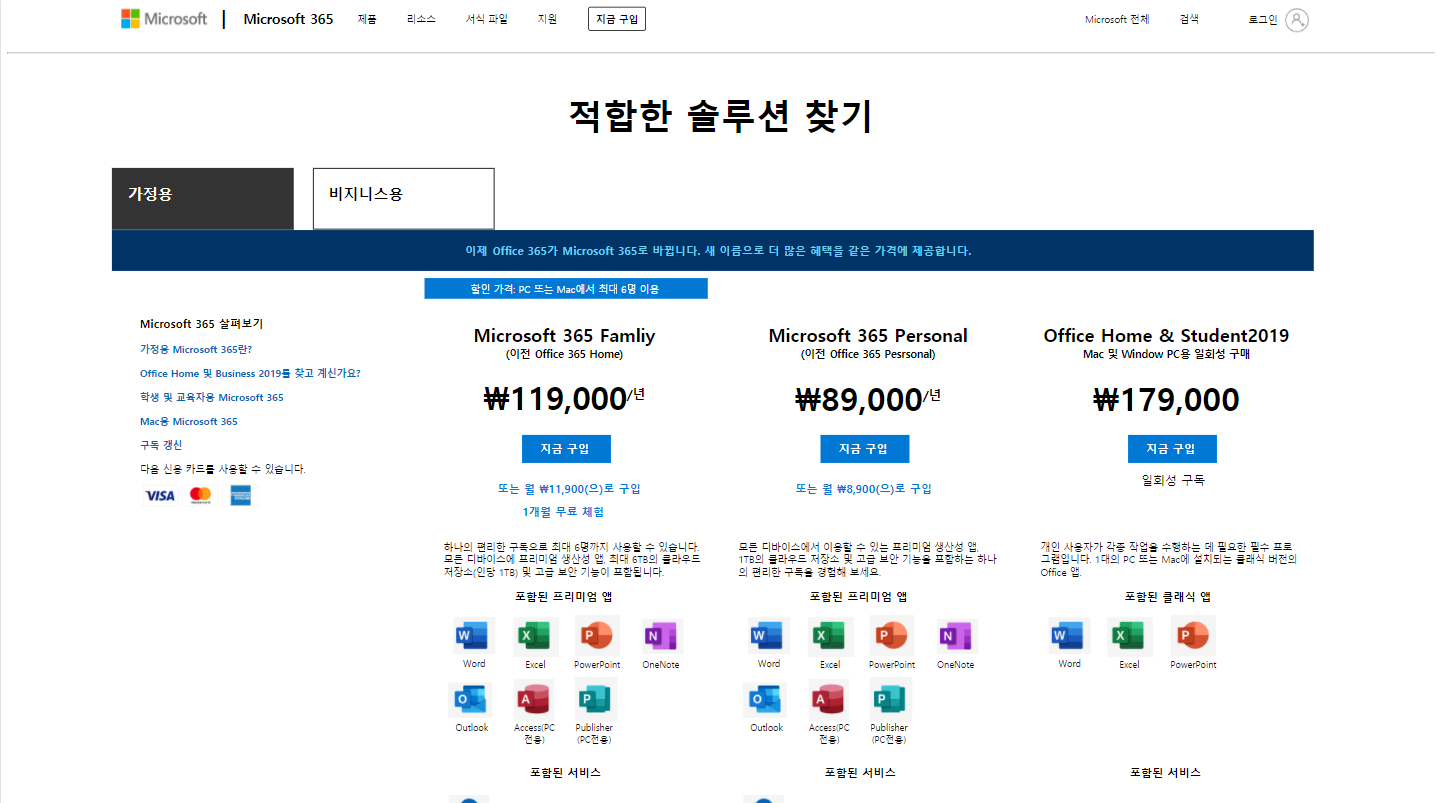 Microsoft | Microsoft 365 제품 리소스 서식 파일 지원 지금 구입 Microsoft 전체 검색 로그인
적합한 솔루션 찾기
가정용
비지니스용
이제 Office 365가 Microsoft 365로 바뀝니다. 새 이름으로 더 많은 혜택을 같은 가격에 제공합니다.
할인 가격: PC 또는 Mac에서 최대 6명 이용
Microsoft 365 살펴보기
가정용 Microsoft 365란?
Office Home 및 Business 2019를 찾고 계신가요?
학생 및 교육자용 Microsoft 365
Mac용 Microsoft 365
구독 갱신
다음 신용 카드를 사용할 수 있습니다.
VISA mastercard
Microsoft 365 Famliy
(이전 Office 365 Home)
₩119,000/년
지금 구입
또는 월 ₩11,900(으)로 구입
1개월 무료 체험
하나의 편리한 구독으로 최대 6명까지 사용할 수 있습니다.
모든 디바이스에 프리미엄 생산성 앱, 최대 6TB의 클라우드
저장소(인당 1TB) 및 고급 보안 기능이 포함됩니다.
포함된 프리미엄 앱
Word Excel PowerPoint OneNote
Outlook Access(PC Publisher
전용) (PC전용)
포함된 서비스
Microsoft 365 Personal
(이전 Office 365 Pesrsonal)
₩89,000/년
지금 구입
또는 월 ₩8,900(으)로 구입
모든 디바이스에서 이용할 수 있는 프리미엄 생산성 앱,
1TB의 클라우드 저장소 및 고급 보안 기능을 포함하는 하나
의 편리한 구독을 경험해 보세요.
포함된 프리미엄 앱
Word Excel PowerPoint OneNote
Outlook Access(PC Publisher
전용) (PC전용)
포함된 서비스
Office Home & Student2019
Mac 및 Window PC용 일회성 구매
₩179,000
지금 구입
일회성 구독
개인 사용자가 각종 작업을 수행하는 데 필요한 필수 프로
그램입니다. 1대의 PC 또는 Mac에 설치되는 클래식 버전의
Office 앱.
포함된 클래식 앱
Word Excel PowerPoint
포함된 서비스